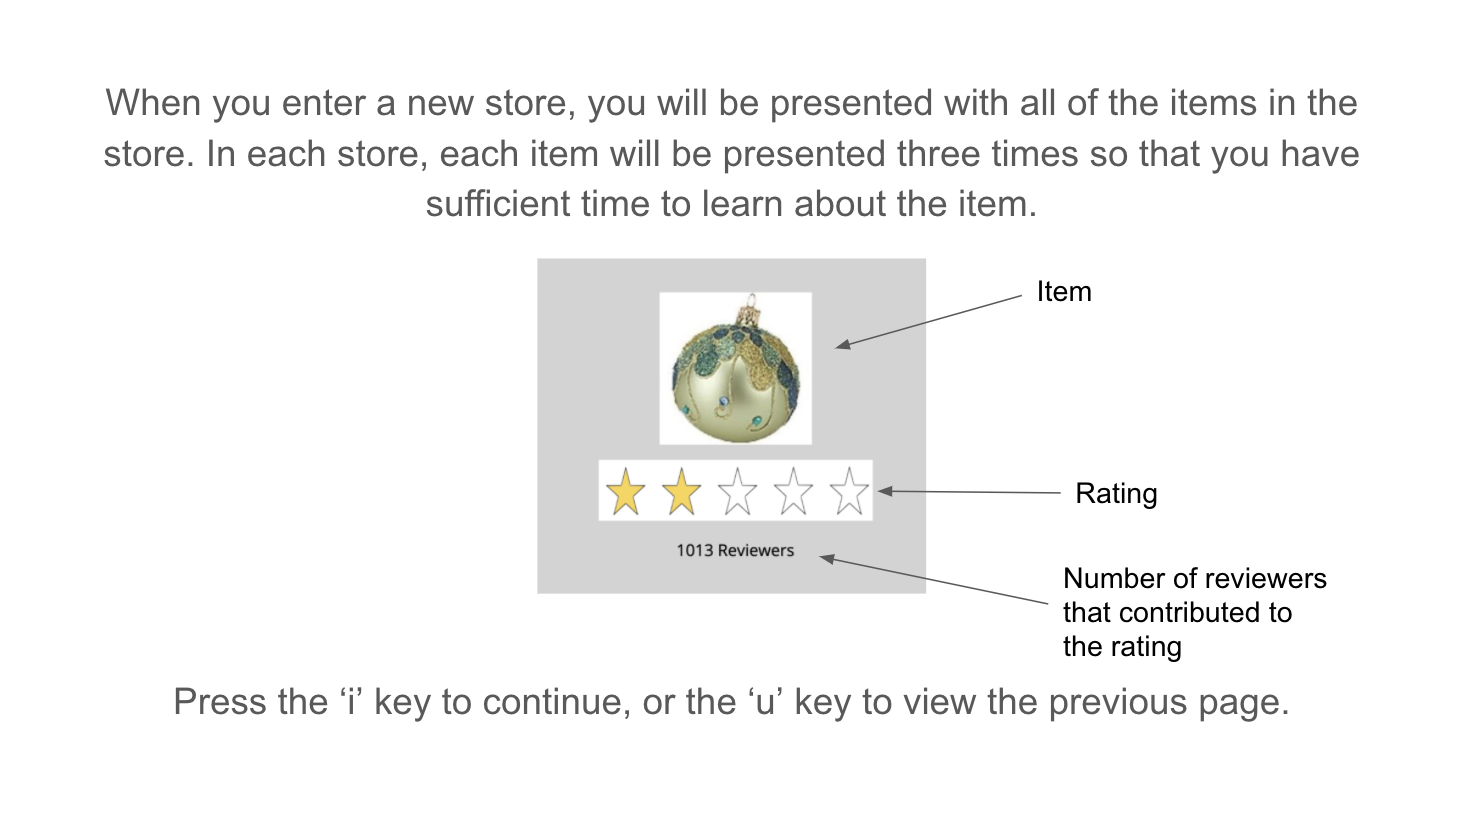 When you enter a new store, you will be presented with all of the items in the
store. In each store, each item will be presented three times so that you have
sufficient time to learn about the item.
Item
Rating
1013 Reviewers
Number of reviewers
that contributed to
the rating
Press the ‘i’ key to continue, or the ‘u’ key to view the previous page.